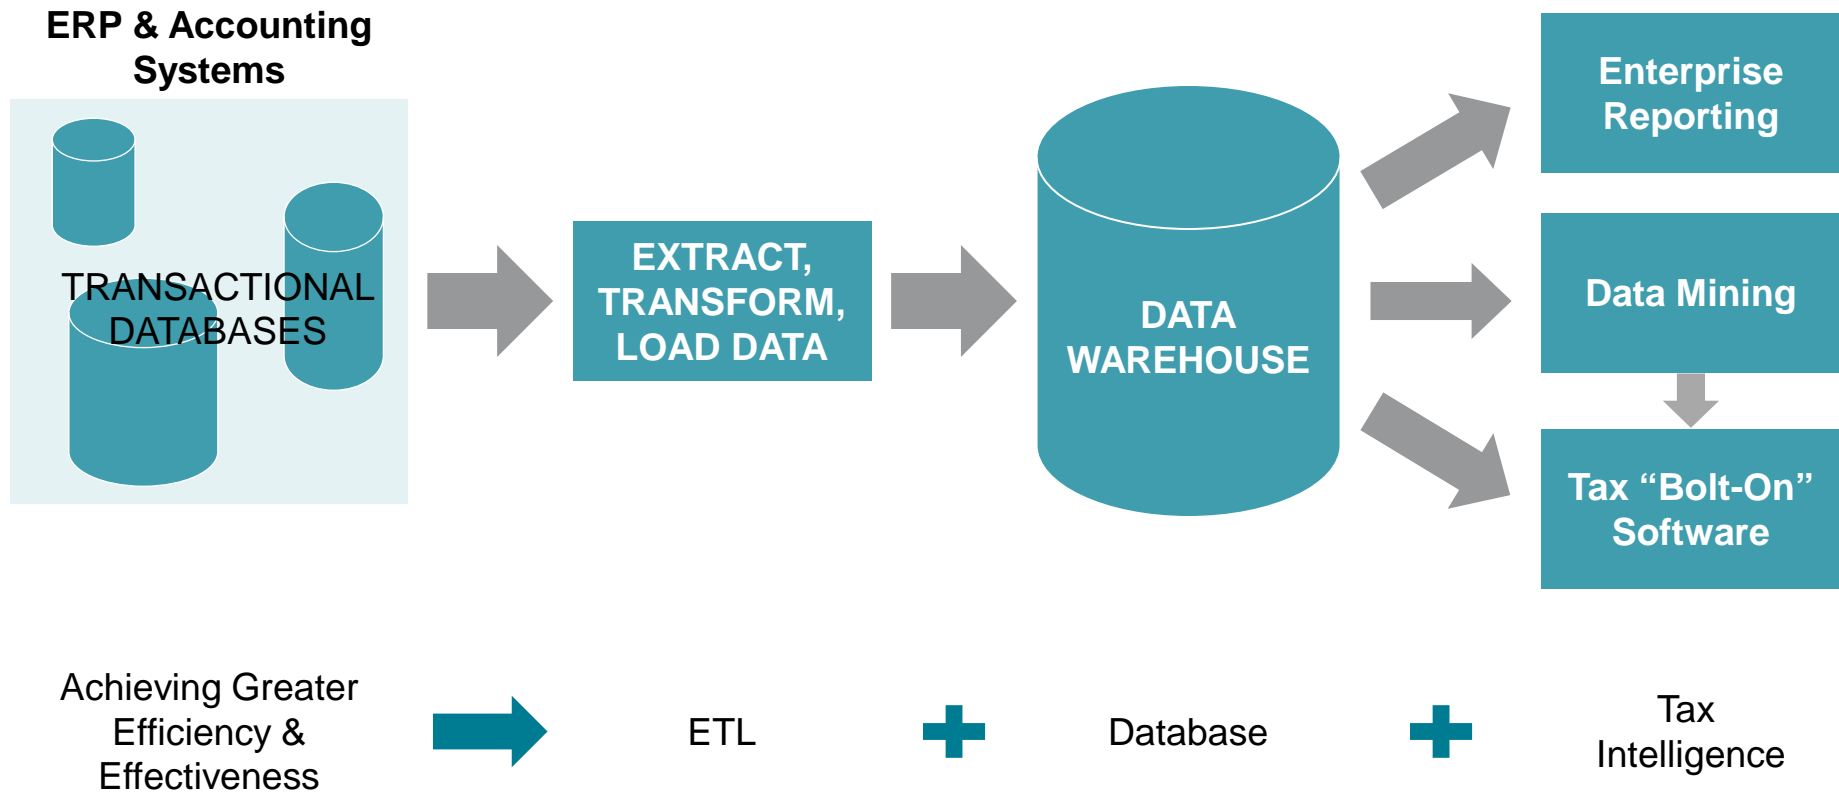 ERP & Accounting
Systems
TRANSACTIONAL
DATABASES
EXTRACT,
TRANSFORM,
LOAD DATA
DATA
WAREHOUSE
Enterprise
Reporting
Data Mining
Tax “Bolt-On”
Software
Achieving Greater
Efficiency &
Effectiveness
ETL
Database
Tax
Intelligence